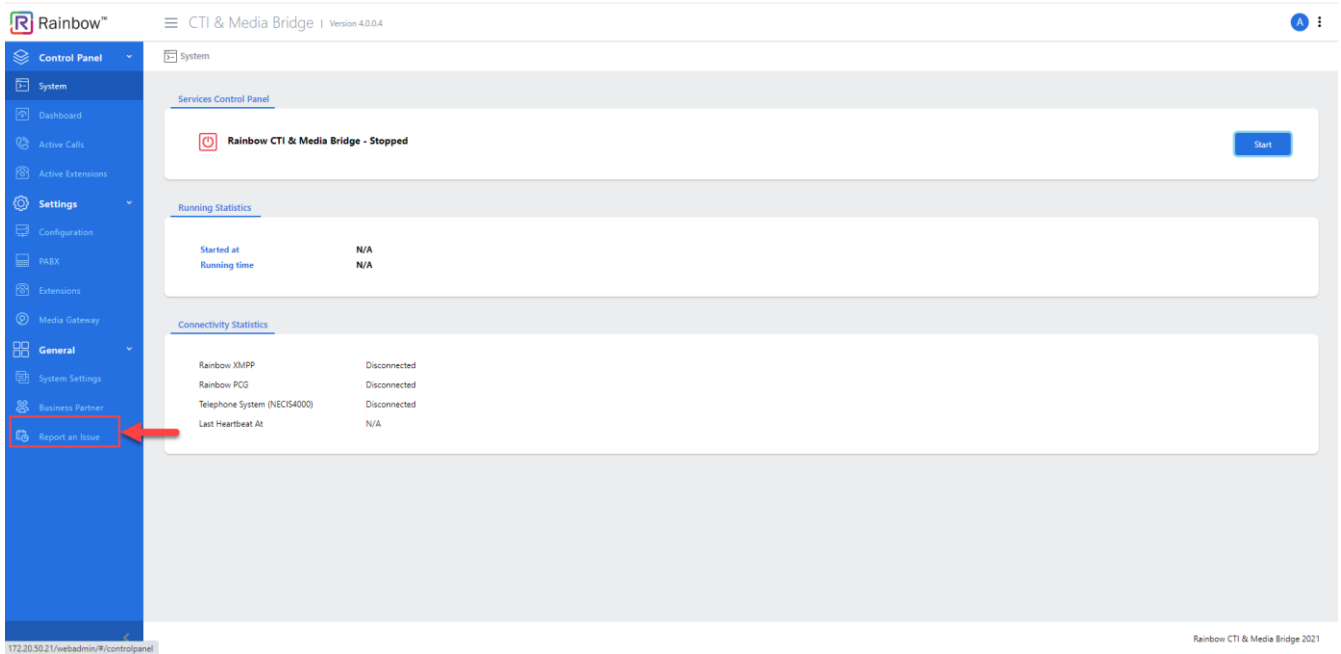 Rainbow™
CTI & Media Bridge | Version 4.0.0.4
A
Control Panel
System
Dashboard
Active Calls
Active Extensions
Settings
Configuration
PABX
Extensions
Media Gateway
General
System Settings
Business Partner
Report an Issue
System
Services Control Panel
Rainbow CTI & Media Bridge - Stopped
Start
Running Statistics
Started at N/A
Running time N/A
Connectivity Statistics
Rainbow XMPP Disconnected
Rainbow PCG Disconnected
Telephone System (NECIS4000) Disconnected
Last Heartbeat At N/A
Rainbow CTI & Media Bridge 2021
172.20.50.21/webadmin/#/controlpanel